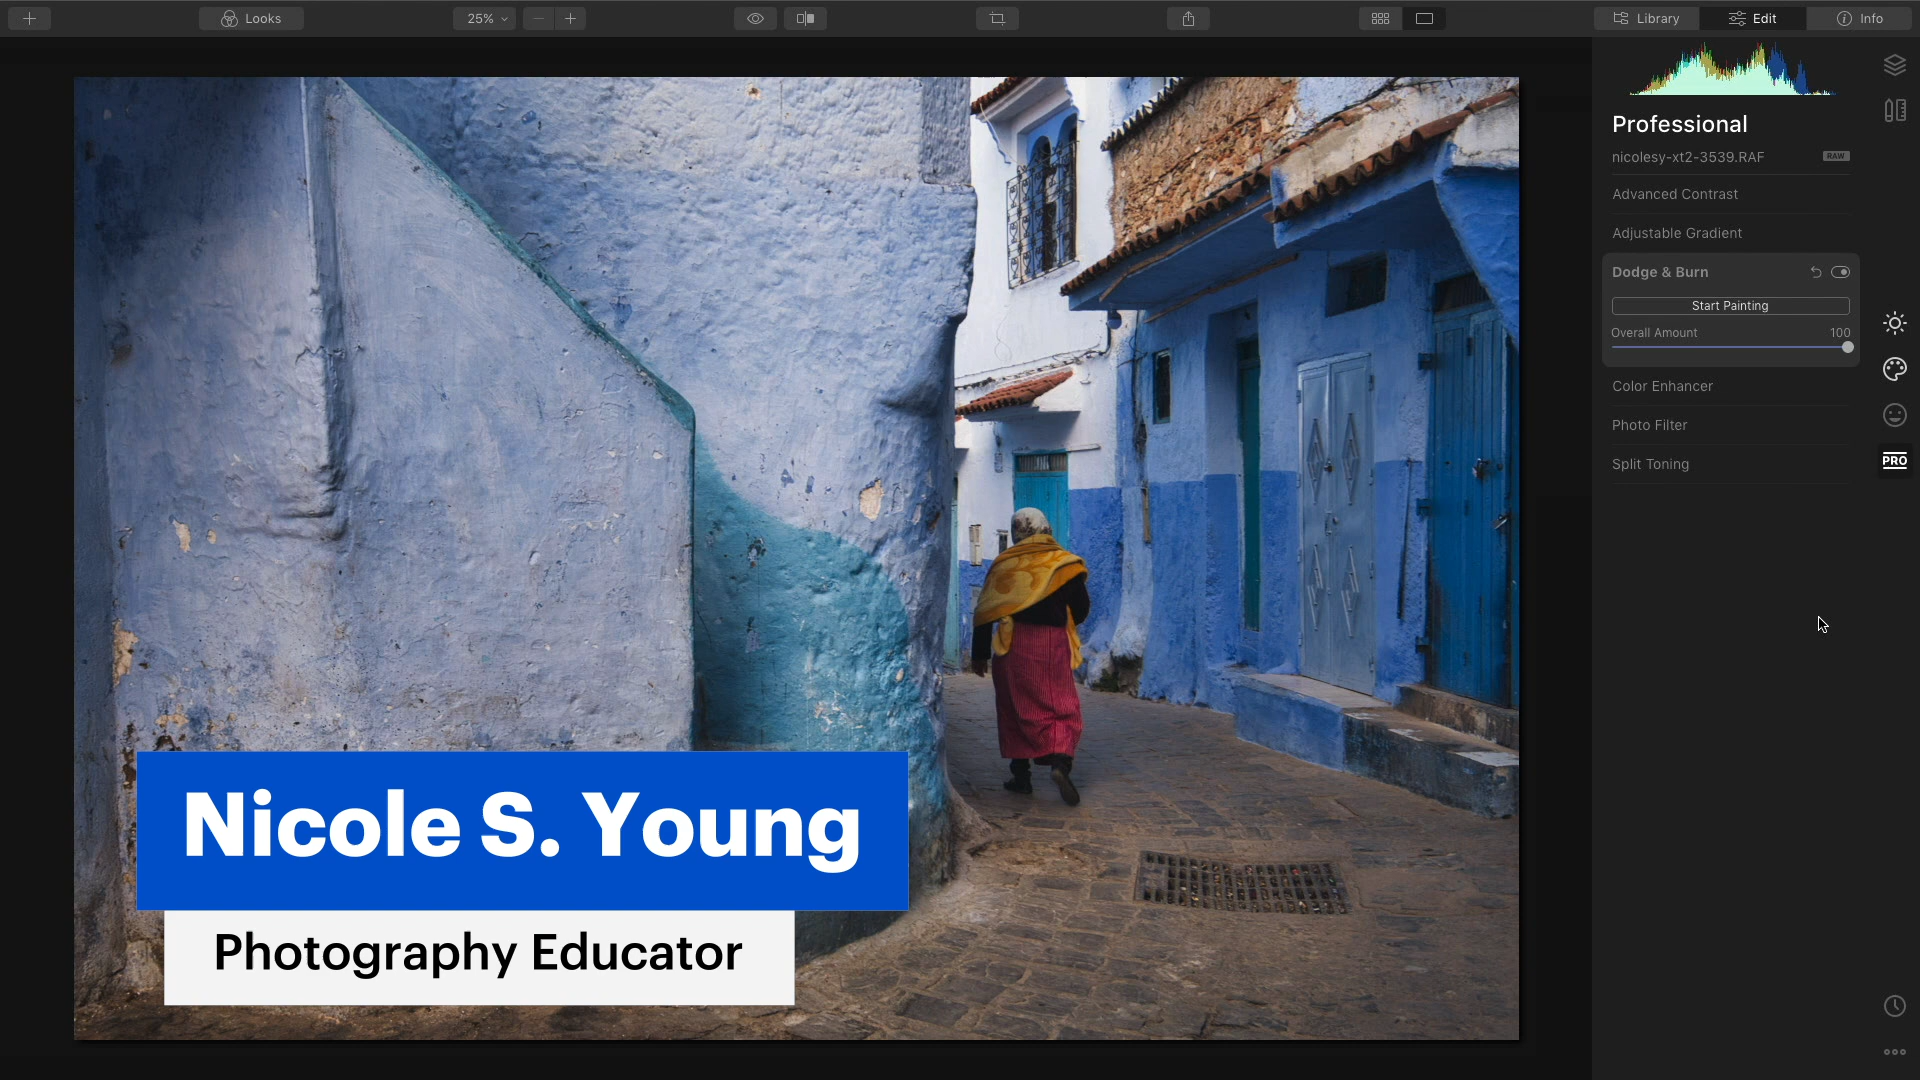 Looks
25%
Library
Edit
Info
Professional
nicolesy-xt2-3539.RAF
RAW
Advanced Contrast
Adjustable Gradient
Dodge & Burn
Start Painting
Overall Amount 100
Color Enhancer
Photo Filter
Split Toning
PRO
Nicole S. Young
Photography Educator